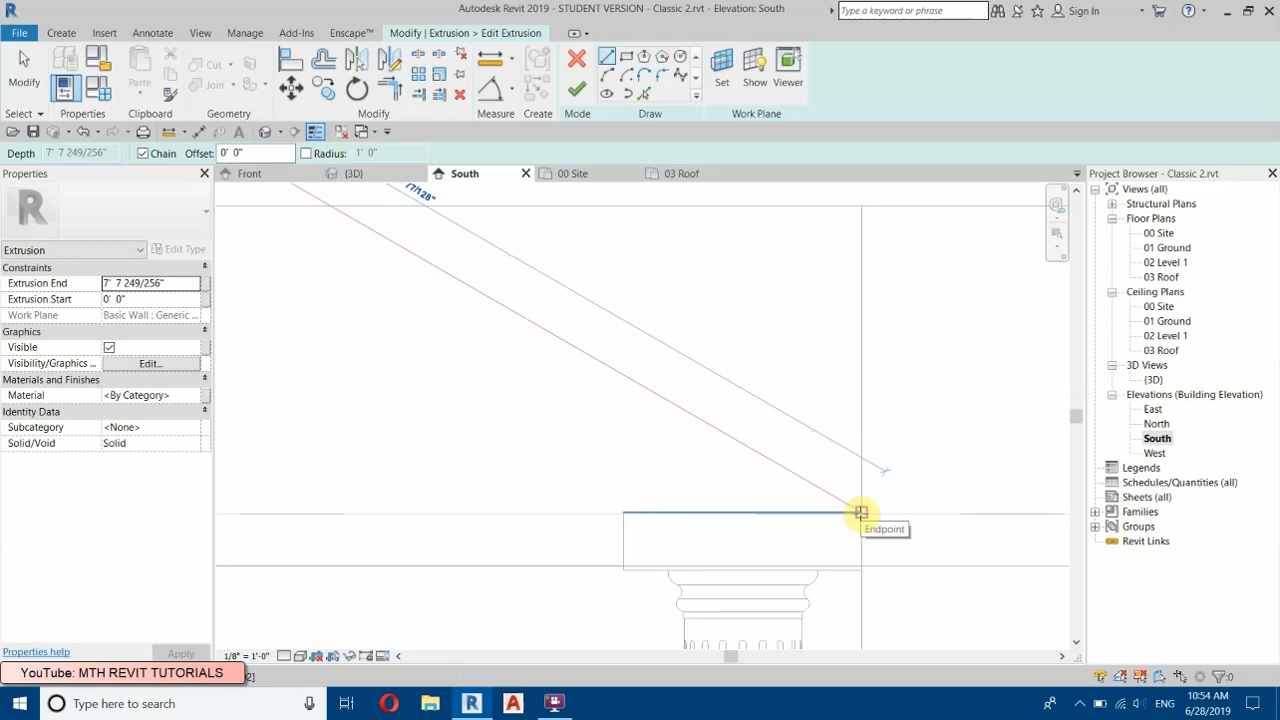 Autodesk Revit 2019 - STUDENT VERSION - Classic 2.rvt - Elevation: South
Type a keyword or phrase
Sign In
File Create Insert Annotate View Manage Add-Ins Enscape™ Modify | Extrusion > Edit Extrusion
Modify
Paste
Cut
Join
Set
Show
Viewer
Select Properties Clipboard Geometry Modify Measure Create Mode Draw Work Plane
Depth 7' 7 249/256" Chain Offset: 0' 0" Radius: 1' 0"
Properties
Front
{3D}
South
00 Site
03 Roof
Project Browser - Classic 2.rvt
Extrusion
Edit Type
Constraints
Extrusion End 7' 7 249/256"
Extrusion Start 0' 0"
Work Plane Basic Wall : Generic ...
Graphics
Visible
Visibility/Graphics ... Edit...
Materials and Finishes
Material <By Category>
Identity Data
Subcategory <None>
Solid/Void Solid
Properties help
Apply
Endpoint
Views (all)
Structural Plans
Floor Plans
00 Site
01 Ground
02 Level 1
03 Roof
Ceiling Plans
00 Site
01 Ground
02 Level 1
03 Roof
3D Views
{3D}
Elevations (Building Elevation)
East
North
South
West
Legends
Schedules/Quantities (all)
Sheets (all)
Families
Groups
Revit Links
1/8" = 1'-0"
YouTube: MTH REVIT TUTORIALS
:0
Type here to search
ENG
10:54 AM
6/28/2019